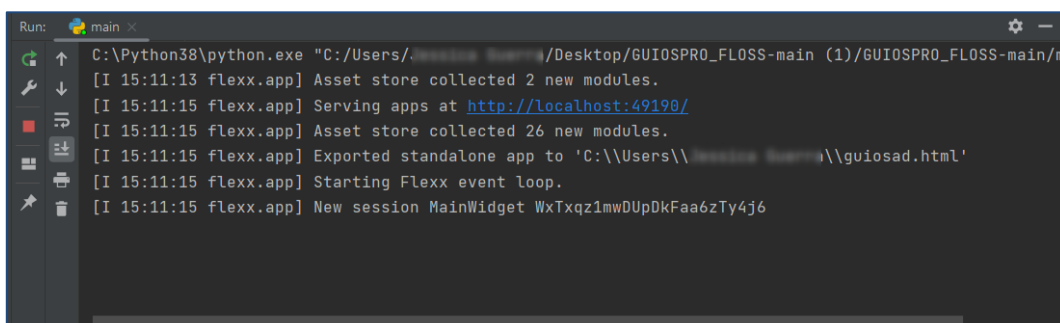 Run: main
C:\Python38\python.exe "C:/Users/ /Desktop/GUIOSPRO_FLOSS-main (1)/GUIOSPRO_FLOSS-main/m
[I 15:11:13 flexx.app] Asset store collected 2 new modules.
[I 15:11:15 flexx.app] Serving apps at http://localhost:49190/
[I 15:11:15 flexx.app] Asset store collected 26 new modules.
[I 15:11:15 flexx.app] Exported standalone app to 'C:\\Users\\ \\guiosad.html'
[I 15:11:15 flexx.app] Starting Flexx event loop.
[I 15:11:15 flexx.app] New session MainWidget WxTxqz1mwDUpDkFaa6zTy4j6